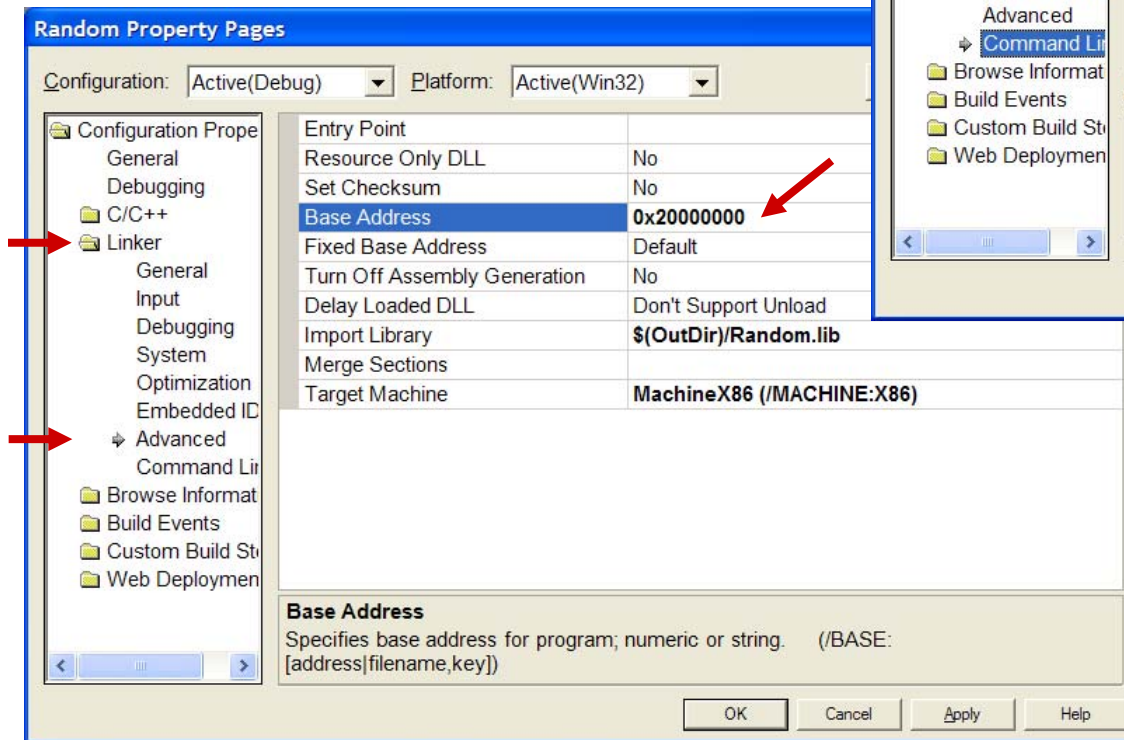 Random Property Pages
Configuration: Active(Debug) Platform: Active(Win32)
Configuration Prope
General
Debugging
C/C++
Linker
General
Input
Debugging
System
Optimization
Embedded ID
Advanced
Command Lin
Browse Informat
Build Events
Custom Build Ste
Web Deploymen
Entry Point
Resource Only DLL No
Set Checksum No
Base Address 0x20000000
Fixed Base Address Default
Turn Off Assembly Generation No
Delay Loaded DLL Don't Support Unload
Import Library $(OutDir)/Random.lib
Merge Sections
Target Machine MachineX86 (/MACHINE:X86)
Base Address
Specifies base address for program; numeric or string. (/BASE:
[address|filename,key])
OK Cancel Apply Help
Advanced
Command Lin
Browse Informat
Build Events
Custom Build Ste
Web Deploymen